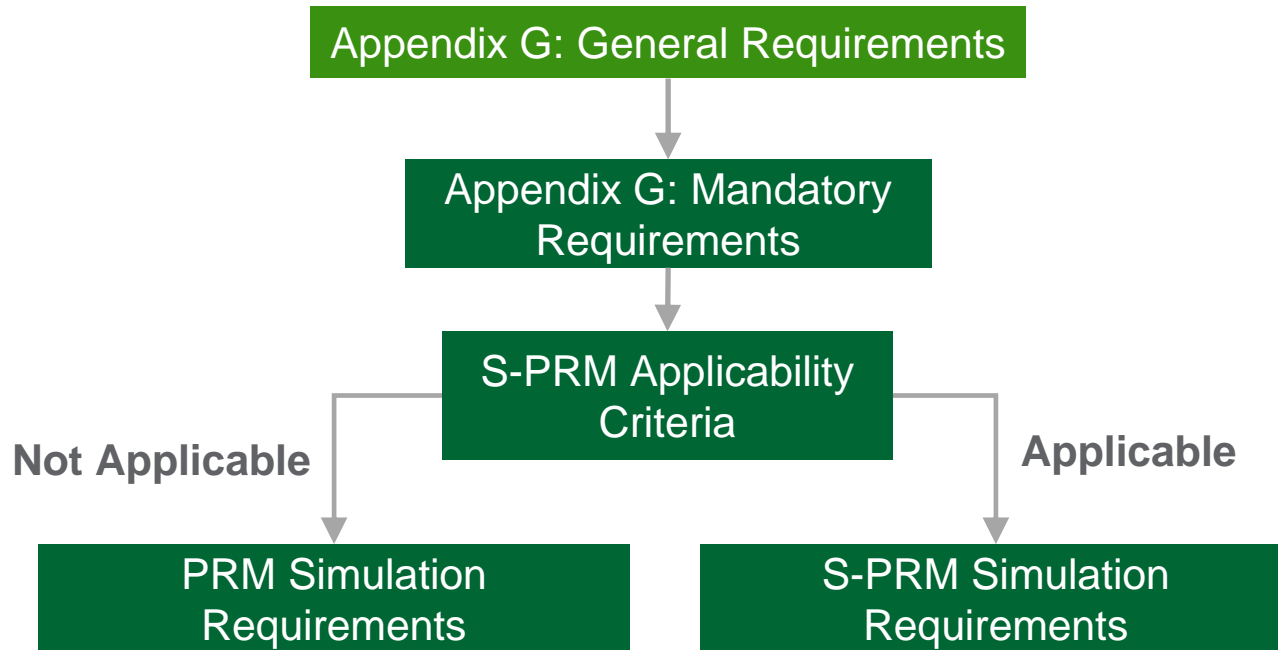 Appendix G: General Requirements
Appendix G: Mandatory
Requirements
S-PRM Applicability
Criteria
Not Applicable
Applicable
PRM Simulation
Requirements
S-PRM Simulation
Requirements